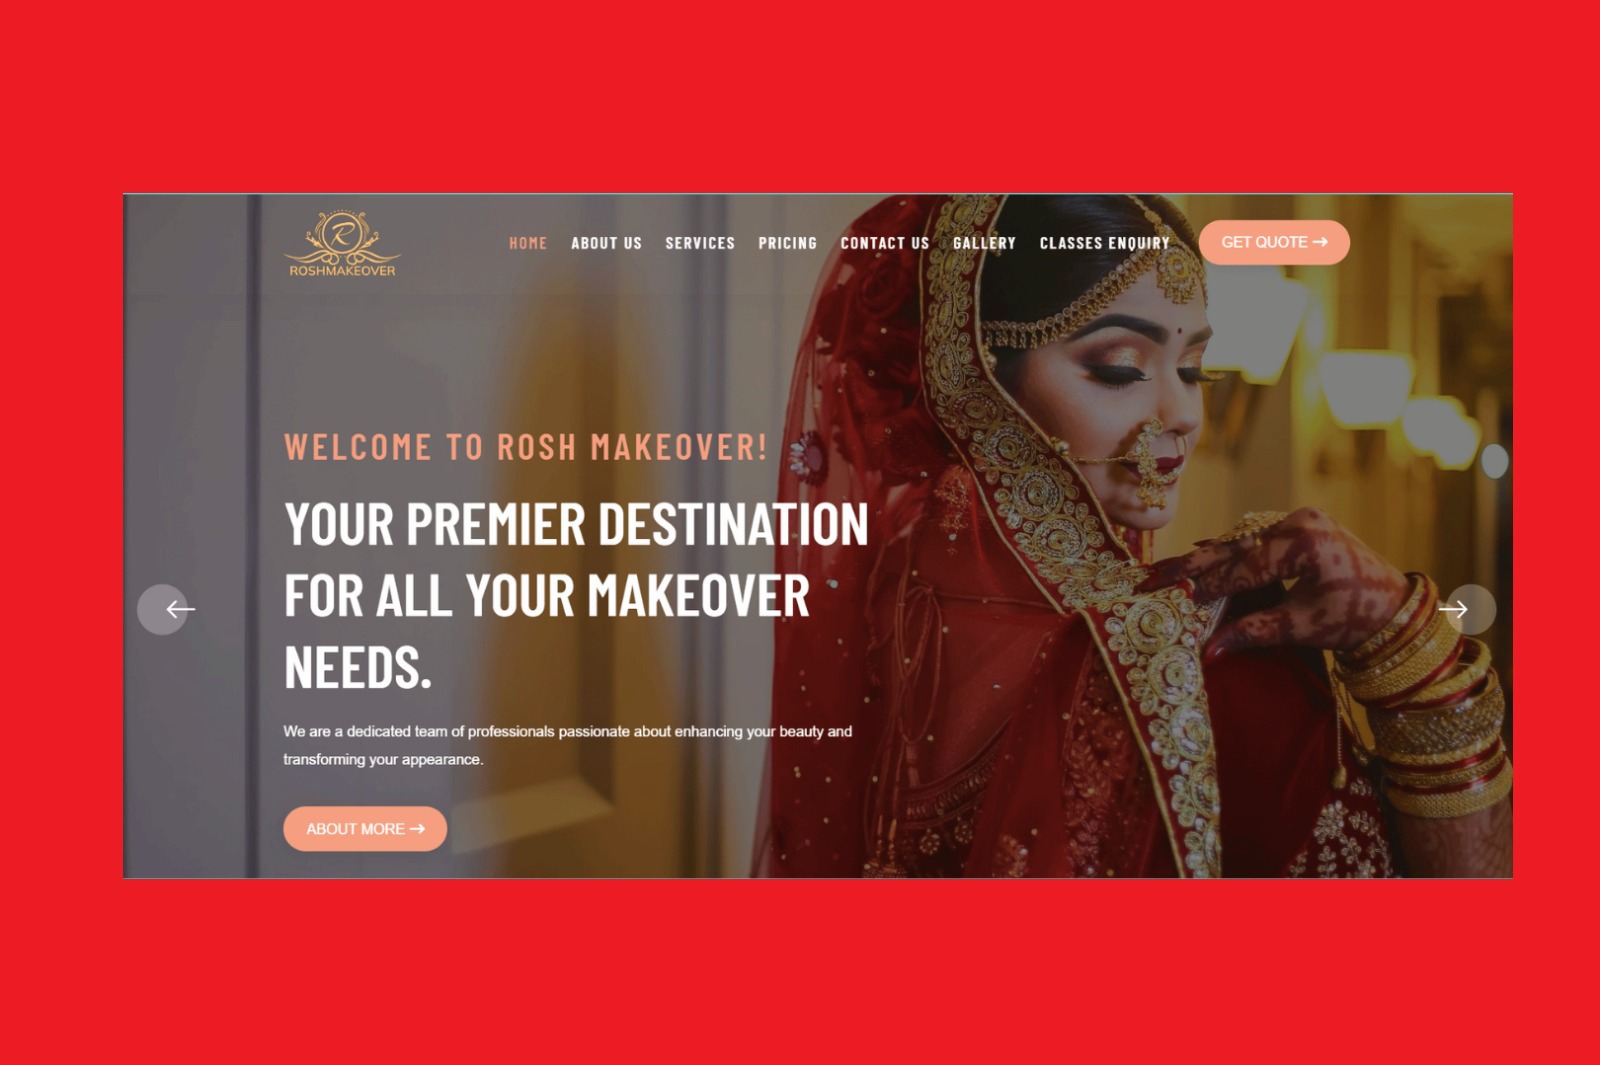 R
ROSHMAKEOVER
HOME ABOUT US SERVICES PRICING CONTACT US GALLERY CLASSES ENQUIRY GET QUOTE →
WELCOME TO ROSH MAKEOVER!
YOUR PREMIER DESTINATION
FOR ALL YOUR MAKEOVER
NEEDS.
We are a dedicated team of professionals passionate about enhancing your beauty and
transforming your appearance.
ABOUT MORE →